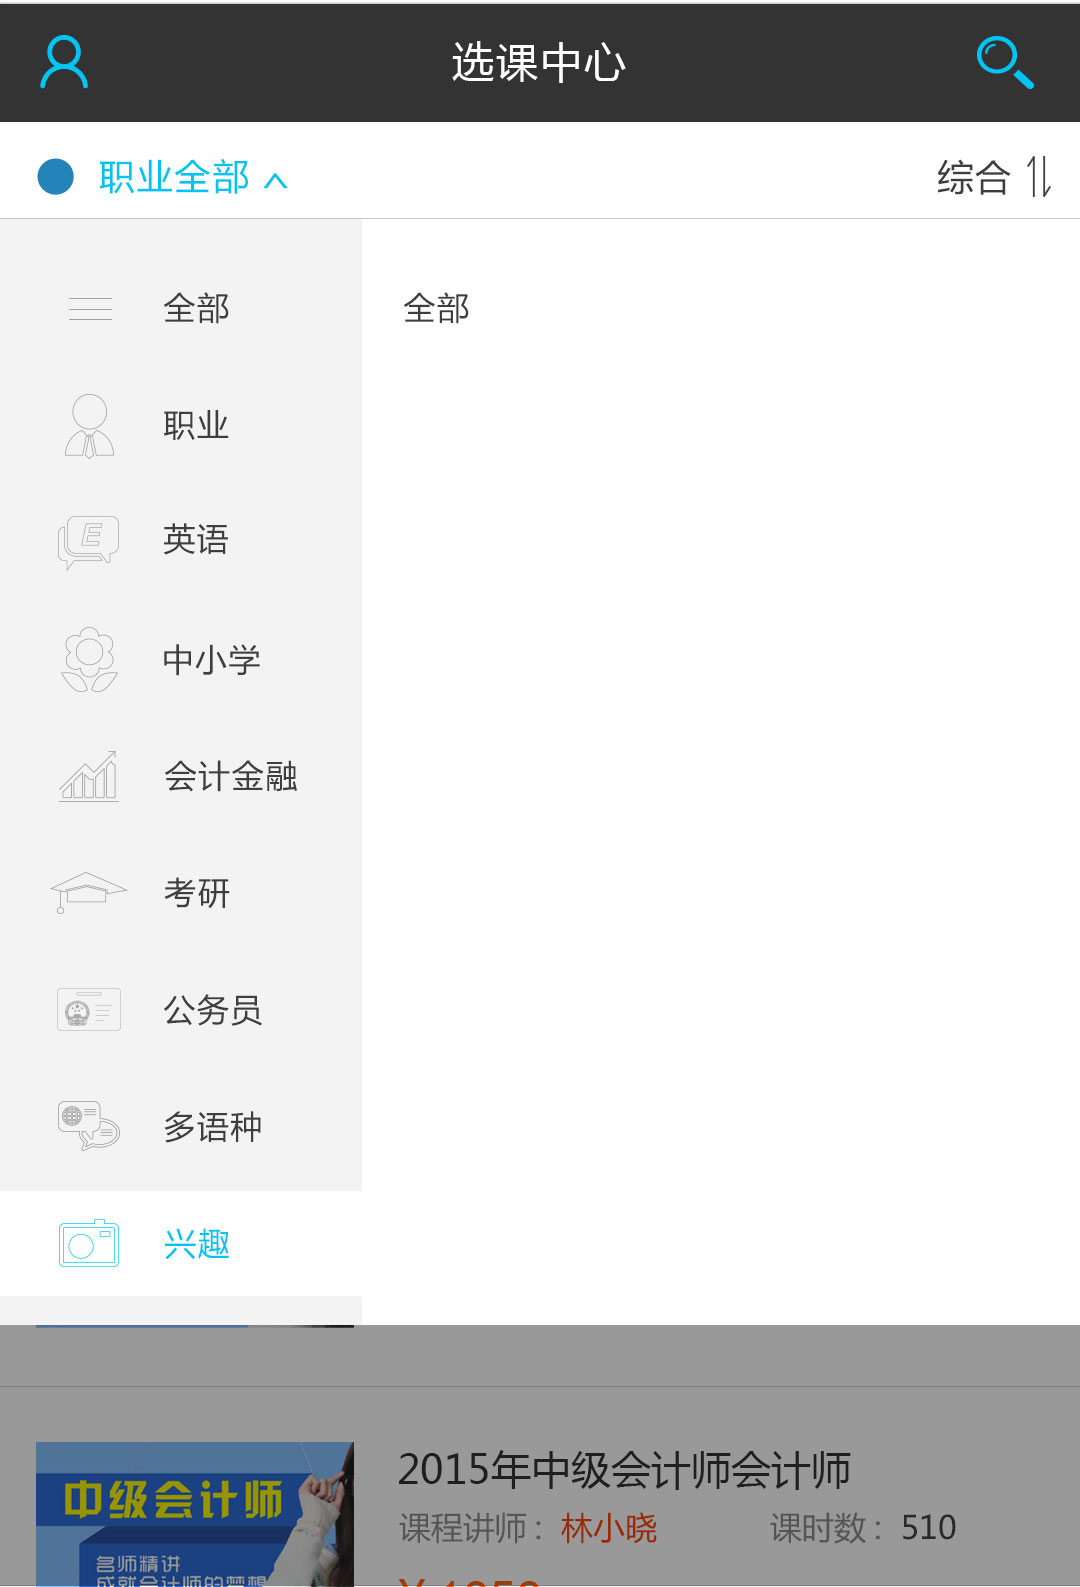 选课中心
职业全部
综合
全部
全部
职业
英语
中小学
会计金融
考研
公务员
多语种
兴趣
2015年中级会计师会计师
中级会计师
课程讲师： 林小晓 课时数： 510
名师精讲
成就会计师的梦想